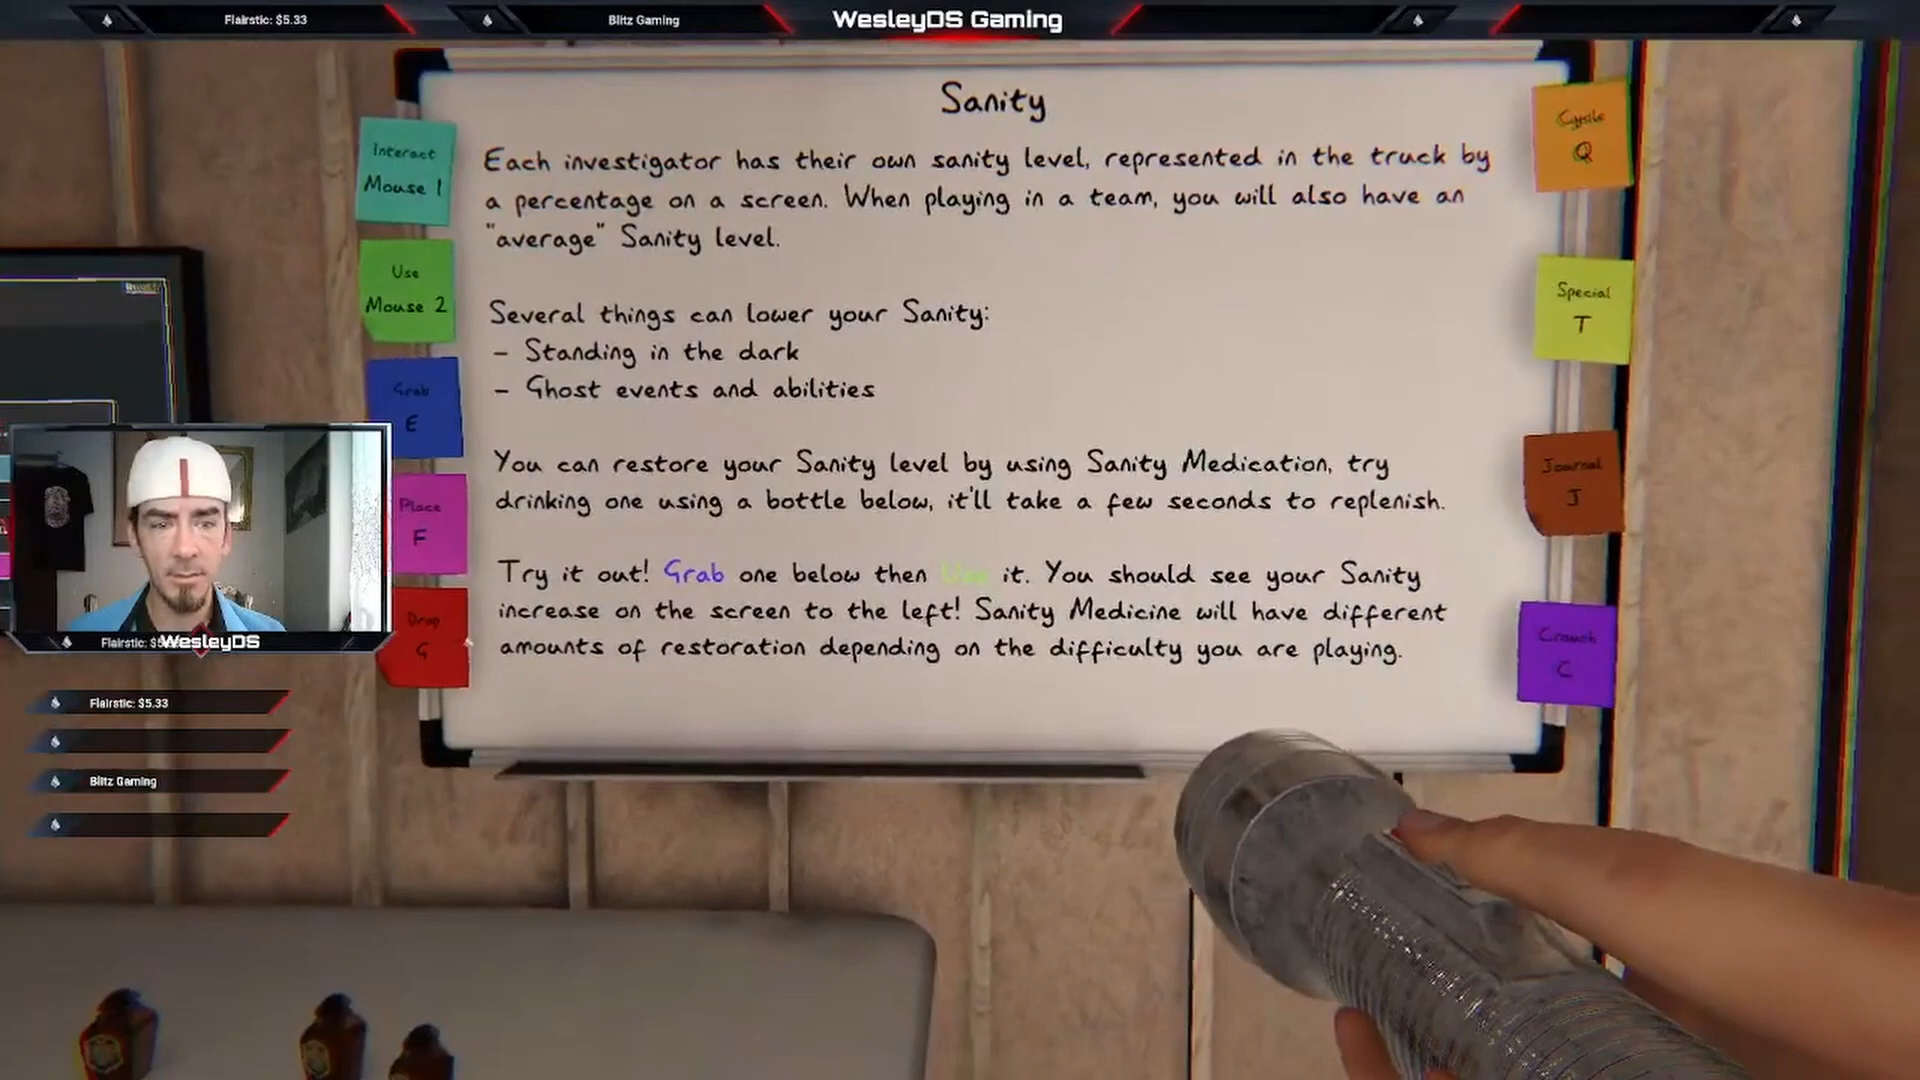 Flairstic: $5.33
Blitz Gaming
WesleyDS Gaming
Sanity
Each investigator has their own sanity level, represented in the truck by
a percentage on a screen. When playing in a team, you will also have an
"average" Sanity level.
Several things can lower your Sanity:
- Standing in the dark
- Ghost events and abilities
You can restore your Sanity level by using Sanity Medication, try
drinking one using a bottle below, it'll take a few seconds to replenish.
Try it out! Grab one below then Use it. You should see your Sanity
increase on the screen to the left! Sanity Medicine will have different
amounts of restoration depending on the difficulty you are playing.
Interact
Mouse 1
Use
Mouse 2
Grab
E
Place
F
Drop
G
Cycle
Q
Special
T
Journal
J
Crouch
C
Flairstic:
WesleyDS
Flairstic: $5.33
Blitz Gaming